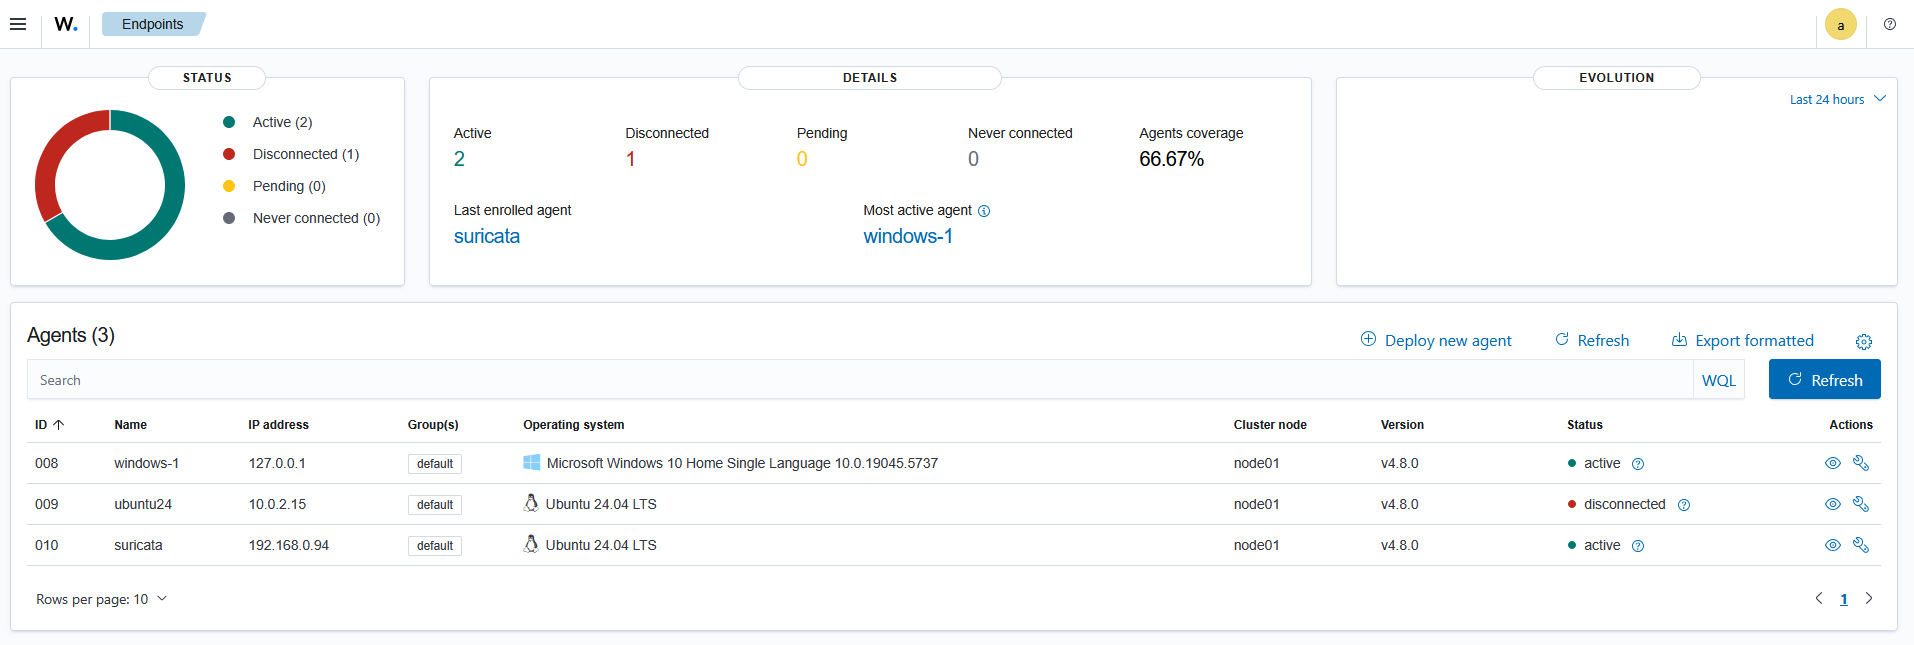 W. Endpoints a
STATUS DETAILS EVOLUTION
Last 24 hours
Active (2)
Disconnected (1)
Pending (0)
Never connected (0)
Active Disconnected Pending Never connected Agents coverage
2 1 0 0 66.67%
Last enrolled agent Most active agent
suricata windows-1
Agents (3)
Deploy new agent Refresh Export formatted
Search WQL Refresh
ID Name IP address Group(s) Operating system Cluster node Version Status Actions
008 windows-1 127.0.0.1 default Microsoft Windows 10 Home Single Language 10.0.19045.5737 node01 v4.8.0 active
009 ubuntu24 10.0.2.15 default Ubuntu 24.04 LTS node01 v4.8.0 disconnected
010 suricata 192.168.0.94 default Ubuntu 24.04 LTS node01 v4.8.0 active
Rows per page: 10 1